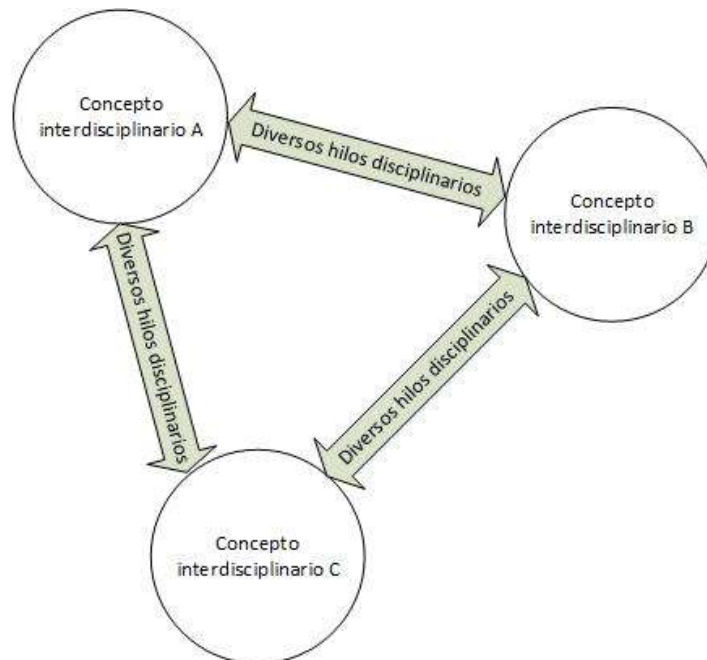 Concepto
interdisciplinario A
Diversos hilos disciplinarios
Concepto
interdisciplinario B
Diversos hilos disciplinarios
Diversos hilos disciplinarios
Concepto
interdisciplinario C